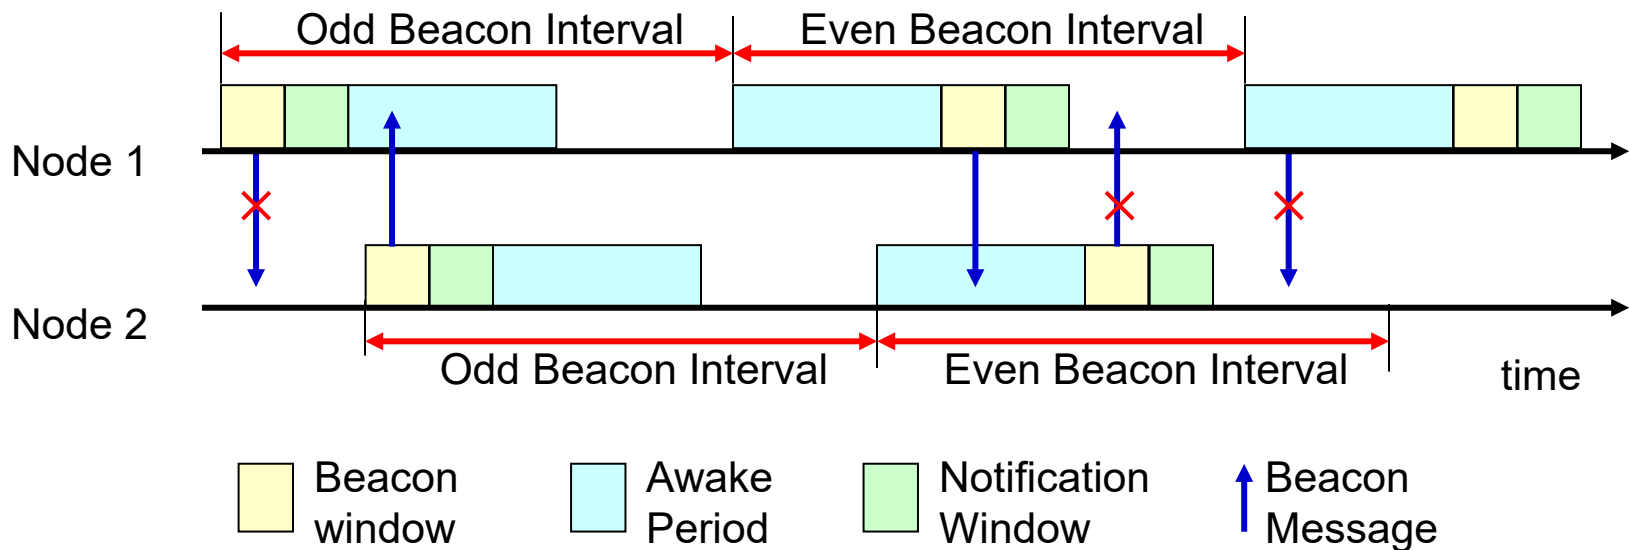 Odd Beacon Interval
Even Beacon Interval
Node 1
Node 2
Odd Beacon Interval
Even Beacon Interval
time
Beacon
window
Awake
Period
Notification
Window
Beacon
Message